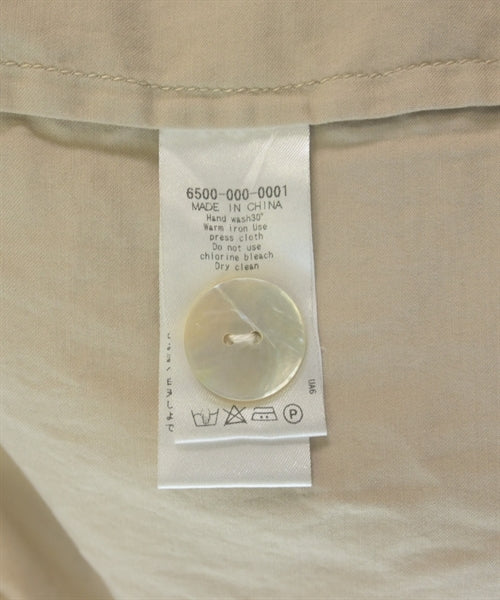 6500-000-0001
MADE IN CHINA
Hand wash30°
Warm iron Use
press cloth
Do not use
chlorine bleach
Dry clean
P
UA6